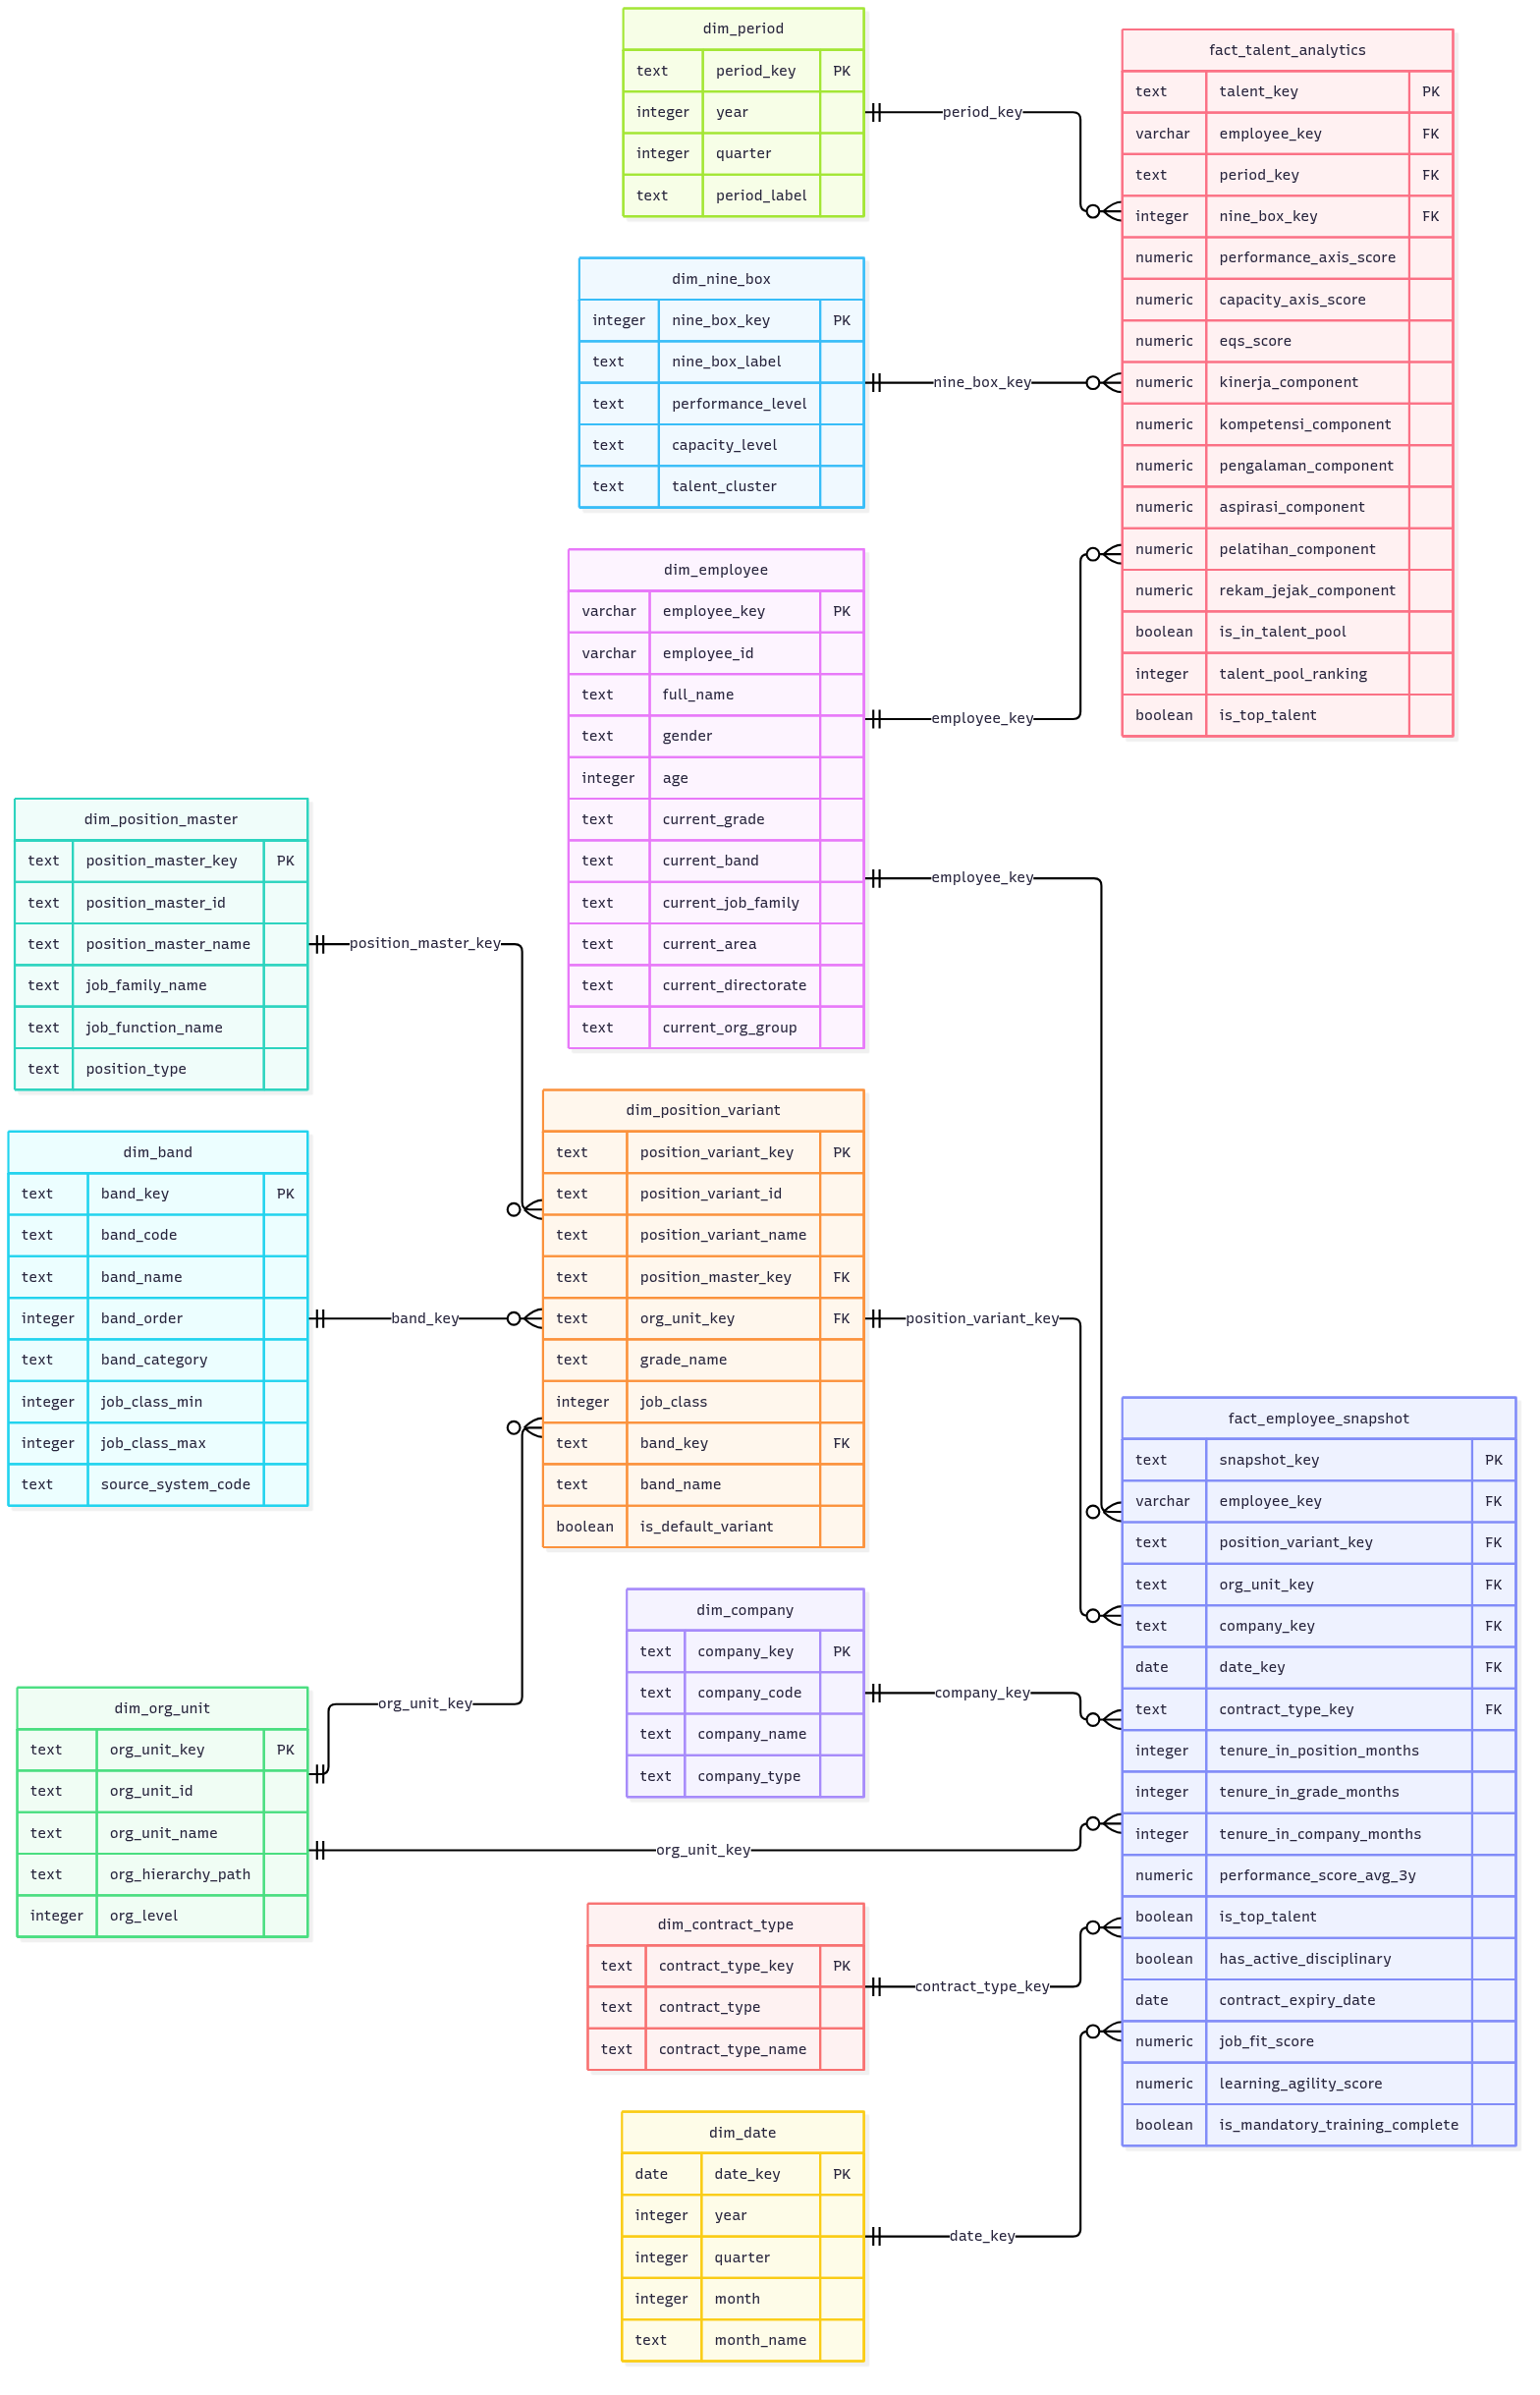 dim_period
text period_key PK
integer year
integer quarter
text period_label
period_key
fact_talent_analytics
text talent_key PK
varchar employee_key FK
text period_key FK
integer nine_box_key FK
numeric performance_axis_score
numeric capacity_axis_score
numeric eqs_score
numeric kinerja_component
numeric kompetensi_component
numeric pengalaman_component
numeric aspirasi_component
numeric pelatihan_component
numeric rekam_jejak_component
boolean is_in_talent_pool
integer talent_pool_ranking
boolean is_top_talent
dim_nine_box
integer nine_box_key PK
text nine_box_label
text performance_level
text capacity_level
text talent_cluster
nine_box_key
dim_employee
varchar employee_key PK
varchar employee_id
text full_name
text gender
integer age
text current_grade
text current_band
text current_job_family
text current_area
text current_directorate
text current_org_group
employee_key
employee_key
dim_position_master
text position_master_key PK
text position_master_id
text position_master_name
text job_family_name
text job_function_name
text position_type
position_master_key
dim_band
text band_key PK
text band_code
text band_name
integer band_order
text band_category
integer job_class_min
integer job_class_max
text source_system_code
band_key
dim_position_variant
text position_variant_key PK
text position_variant_id
text position_variant_name
text position_master_key FK
text org_unit_key FK
text grade_name
integer job_class
text band_key FK
text band_name
boolean is_default_variant
position_variant_key
fact_employee_snapshot
text snapshot_key PK
varchar employee_key FK
text position_variant_key FK
text org_unit_key FK
text company_key FK
date date_key FK
text contract_type_key FK
integer tenure_in_position_months
integer tenure_in_grade_months
integer tenure_in_company_months
numeric performance_score_avg_3y
boolean is_top_talent
boolean has_active_disciplinary
date contract_expiry_date
numeric job_fit_score
numeric learning_agility_score
boolean is_mandatory_training_complete
dim_company
text company_key PK
text company_code
text company_name
text company_type
company_key
dim_org_unit
text org_unit_key PK
text org_unit_id
text org_unit_name
text org_hierarchy_path
integer org_level
org_unit_key
org_unit_key
dim_contract_type
text contract_type_key PK
text contract_type
text contract_type_name
contract_type_key
dim_date
date date_key PK
integer year
integer quarter
integer month
text month_name
date_key